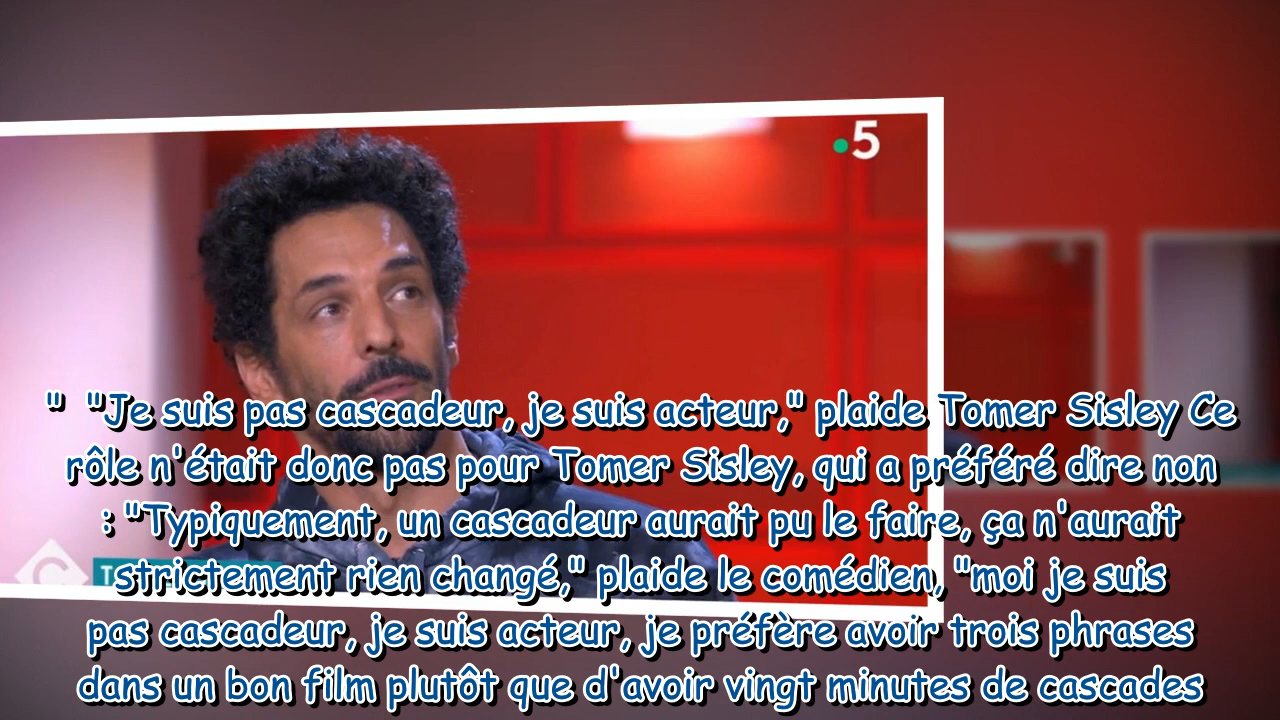 5
" "Je suis pas cascadeur, je suis acteur," plaide Tomer Sisley Ce
rôle n'était donc pas pour Tomer Sisley, qui a préféré dire non
: "Typiquement, un cascadeur aurait pu le faire, ça n'aurait
strictement rien changé," plaide le comédien, "moi je suis
pas cascadeur, je suis acteur, je préfère avoir trois phrases
dans un bon film plutôt que d'avoir vingt minutes de cascades
C